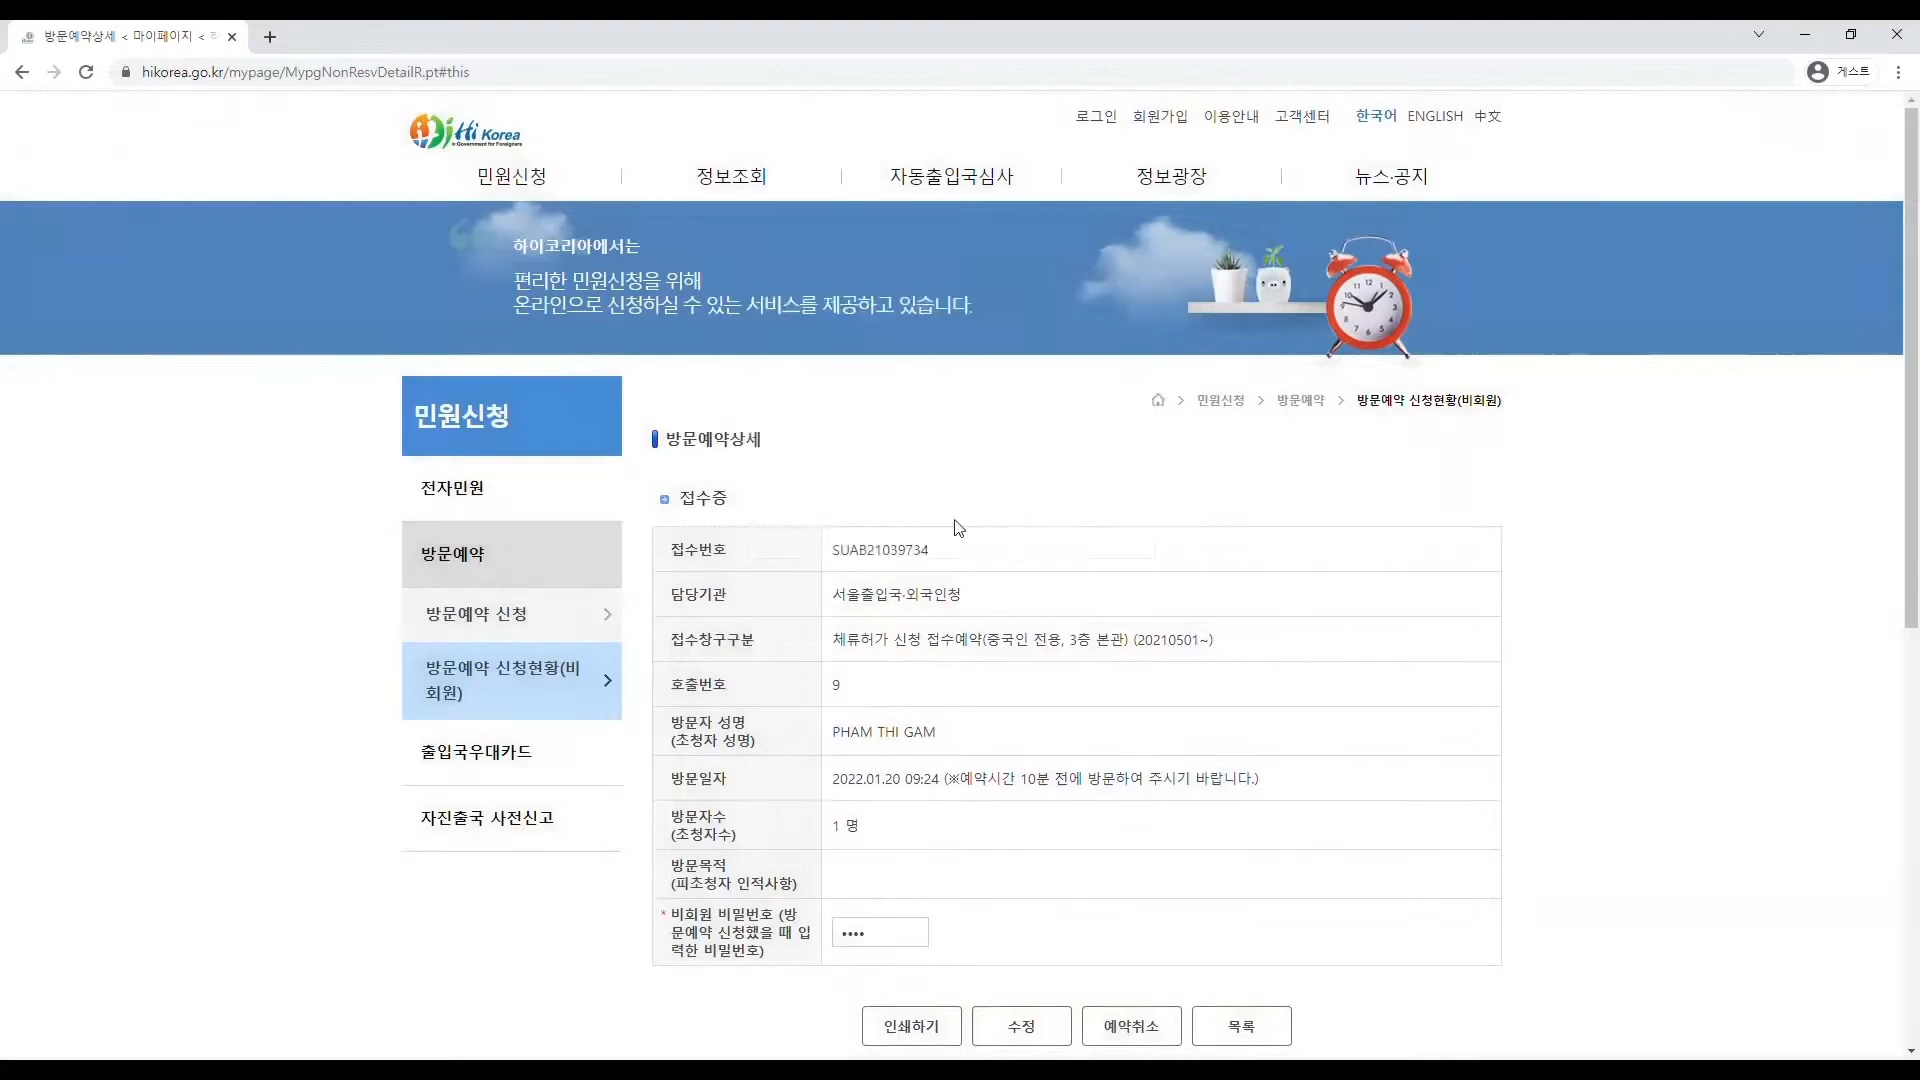 방문예약상세 < 마이페이지 <
hikorea.go.kr/mypage/MypgNonResvDetailR.pt#this
게스트
Hi Korea
e-Government for Foreigners
로그인 회원가입 이용안내 고객센터 한국어 ENGLISH 中文
민원신청 정보조회 자동출입국심사 정보광장 뉴스·공지
하이코리아에서는
편리한 민원신청을 위해
온라인으로 신청하실 수 있는 서비스를 제공하고 있습니다.
민원신청
전자민원
방문예약
방문예약 신청
방문예약 신청현황(비
회원)
출입국우대카드
자진출국 사전신고
민원신청 > 방문예약 > 방문예약 신청현황(비회원)
방문예약상세
접수증
접수번호 SUAB21039734
담당기관 서울출입국·외국인청
접수창구구분 체류허가 신청 접수예약(중국인 전용, 3층 본관) (20210501~)
호출번호 9
방문자 성명
(초청자 성명)
PHAM THI GAM
방문일자 2022.01.20 09:24 (※예약시간 10분 전에 방문하여 주시기 바랍니다.)
방문자수
(초청자수)
1 명
방문목적
(피초청자 인적사항)
* 비회원 비밀번호 (방
문예약 신청했을 때 입
력한 비밀번호)
••••
인쇄하기 수정 예약취소 목록